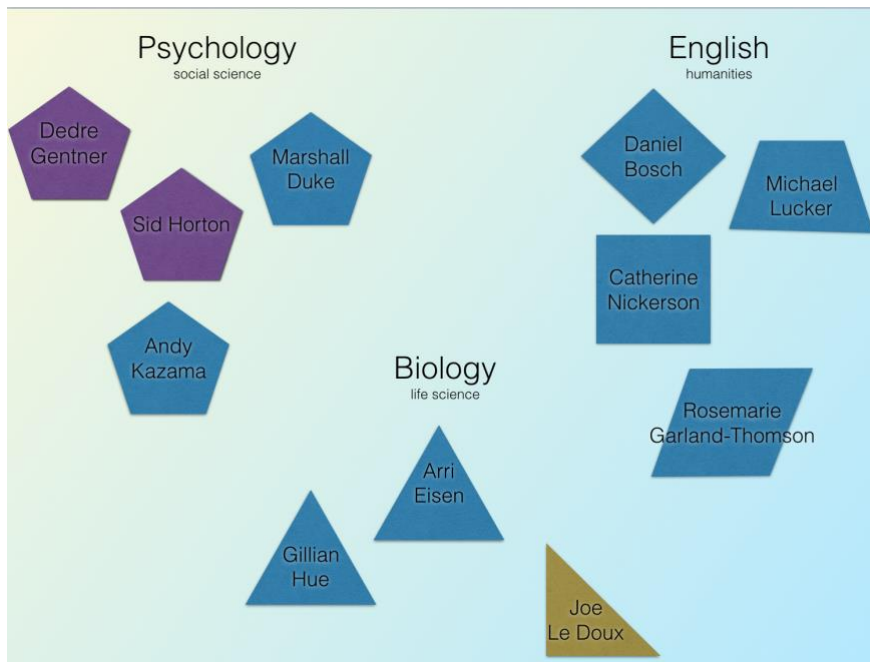 Psychology
social science
English
humanities
Dedre
Gentner
Marshall
Duke
Daniel
Bosch
Michael
Lucker
Sid Horton
Catherine
Nickerson
Andy
Kazama
Biology
life science
Rosemarie
Garland-Thomson
Arri
Eisen
Gillian
Hue
Joe
Le Doux